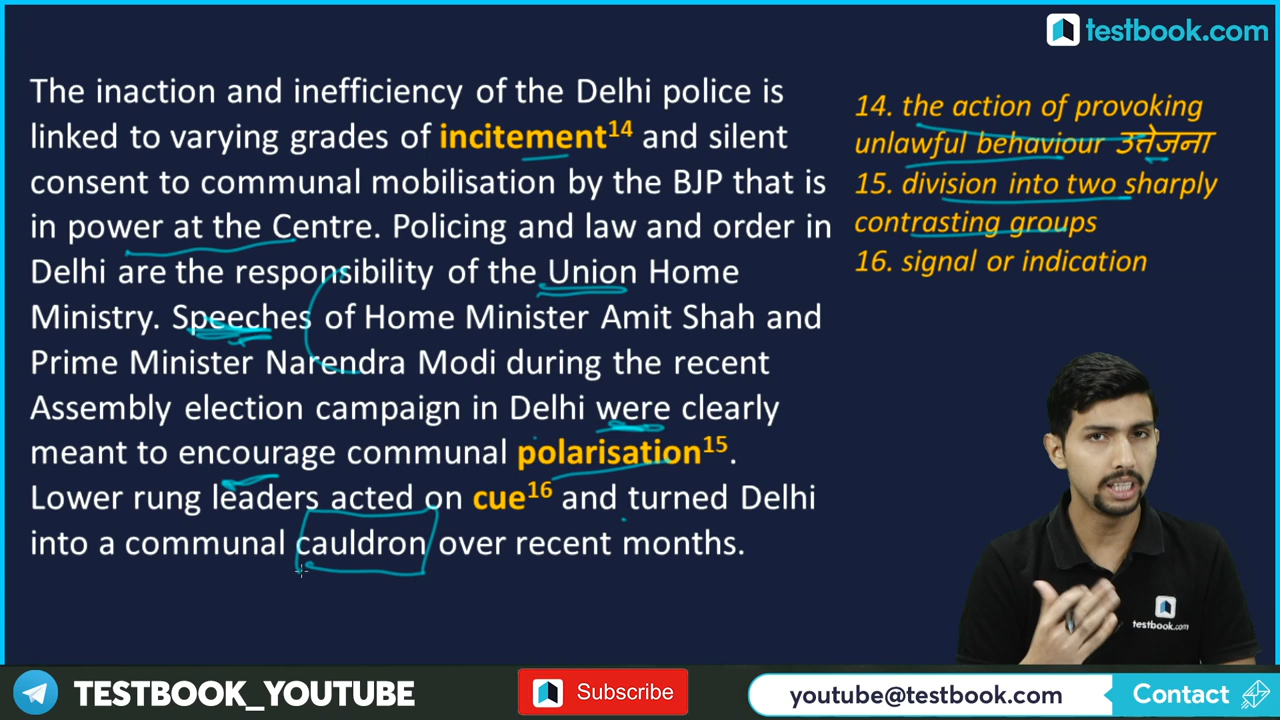 testbook.com
The inaction and inefficiency of the Delhi police is
linked to varying grades of incitement14 and silent
consent to communal mobilisation by the BJP that is
in power at the Centre. Policing and law and order in
Delhi are the responsibility of the Union Home
Ministry. Speeches of Home Minister Amit Shah and
Prime Minister Narendra Modi during the recent
Assembly election campaign in Delhi were clearly
meant to encourage communal polarisation15.
Lower rung leaders acted on cue16 and turned Delhi
into a communal cauldron over recent months.
14. the action of provoking
unlawful behaviour उत्तेजना
15. division into two sharply
contrasting groups
16. signal or indication
testbook.com
TESTBOOK_YOUTUBE
Subscribe
youtube@testbook.com
Contact